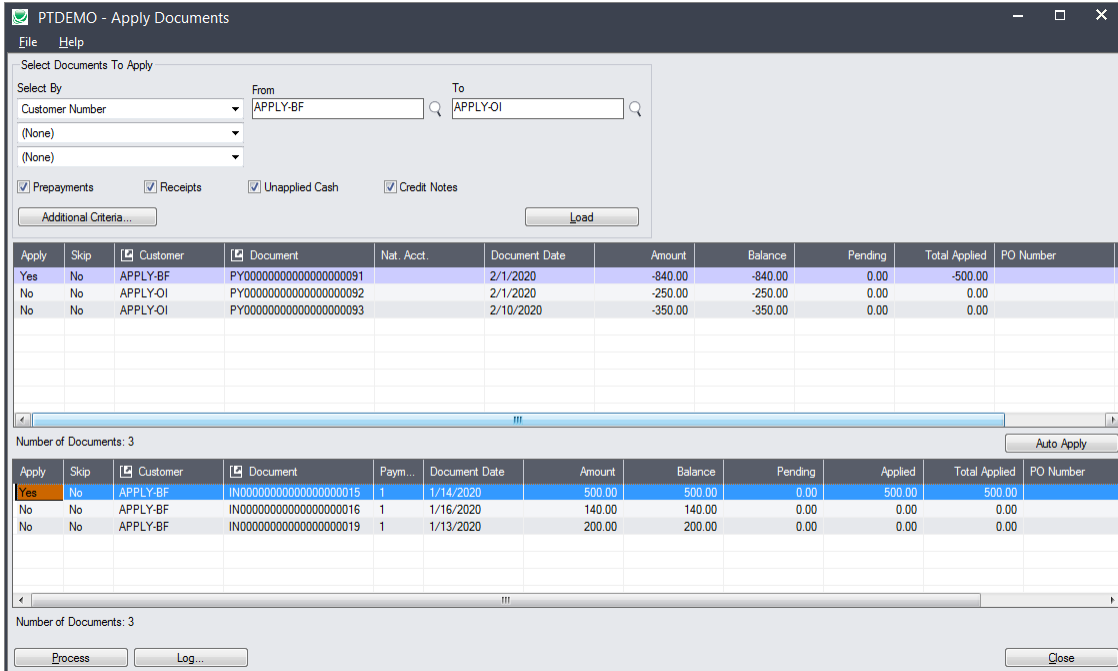 PTDEMO - Apply Documents
File Help
Select Documents To Apply
Select By From To
Customer Number APPLY-BF APPLY-OI
(None)
(None)
Prepayments Receipts Unapplied Cash Credit Notes
Additional Criteria... Load
Apply Skip Customer Document Nat. Acct. Document Date Amount Balance Pending Total Applied PO Number
Yes No APPLY-BF PY00000000000000000091 2/1/2020 -840.00 -840.00 0.00 -500.00
No No APPLY-OI PY00000000000000000092 2/1/2020 -250.00 -250.00 0.00 0.00
No No APPLY-OI PY00000000000000000093 2/10/2020 -350.00 -350.00 0.00 0.00
Number of Documents: 3
Auto Apply
Apply Skip Customer Document Paym... Document Date Amount Balance Pending Applied Total Applied PO Number
Yes No APPLY-BF IN00000000000000000015 1 1/14/2020 500.00 500.00 0.00 500.00 500.00
No No APPLY-BF IN00000000000000000016 1 1/16/2020 140.00 140.00 0.00 0.00 0.00
No No APPLY-BF IN00000000000000000019 1 1/13/2020 200.00 200.00 0.00 0.00 0.00
Number of Documents: 3
Process Log... Close